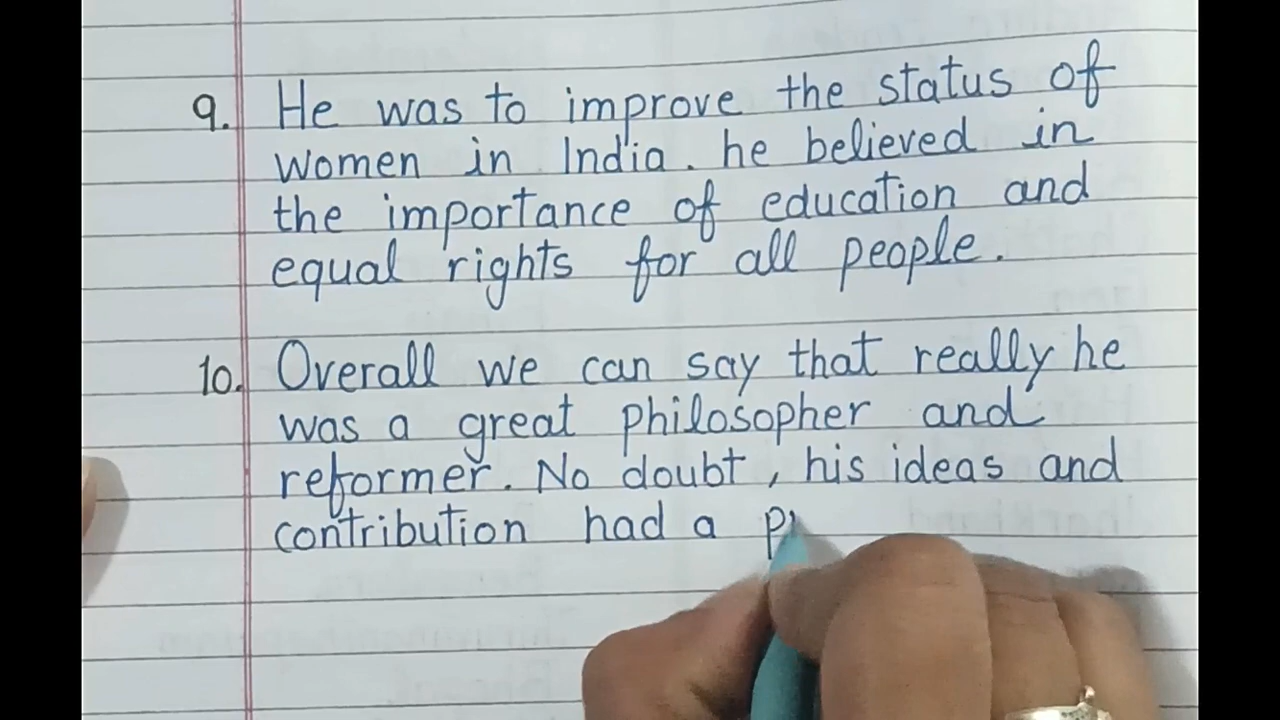 9. He was to improve the status of
women in India. he believed in
the importance of education and
equal rights for all people.
10. Overall we can say that really he
was a great philosopher and
reformer. No doubt, his ideas and
contribution had a